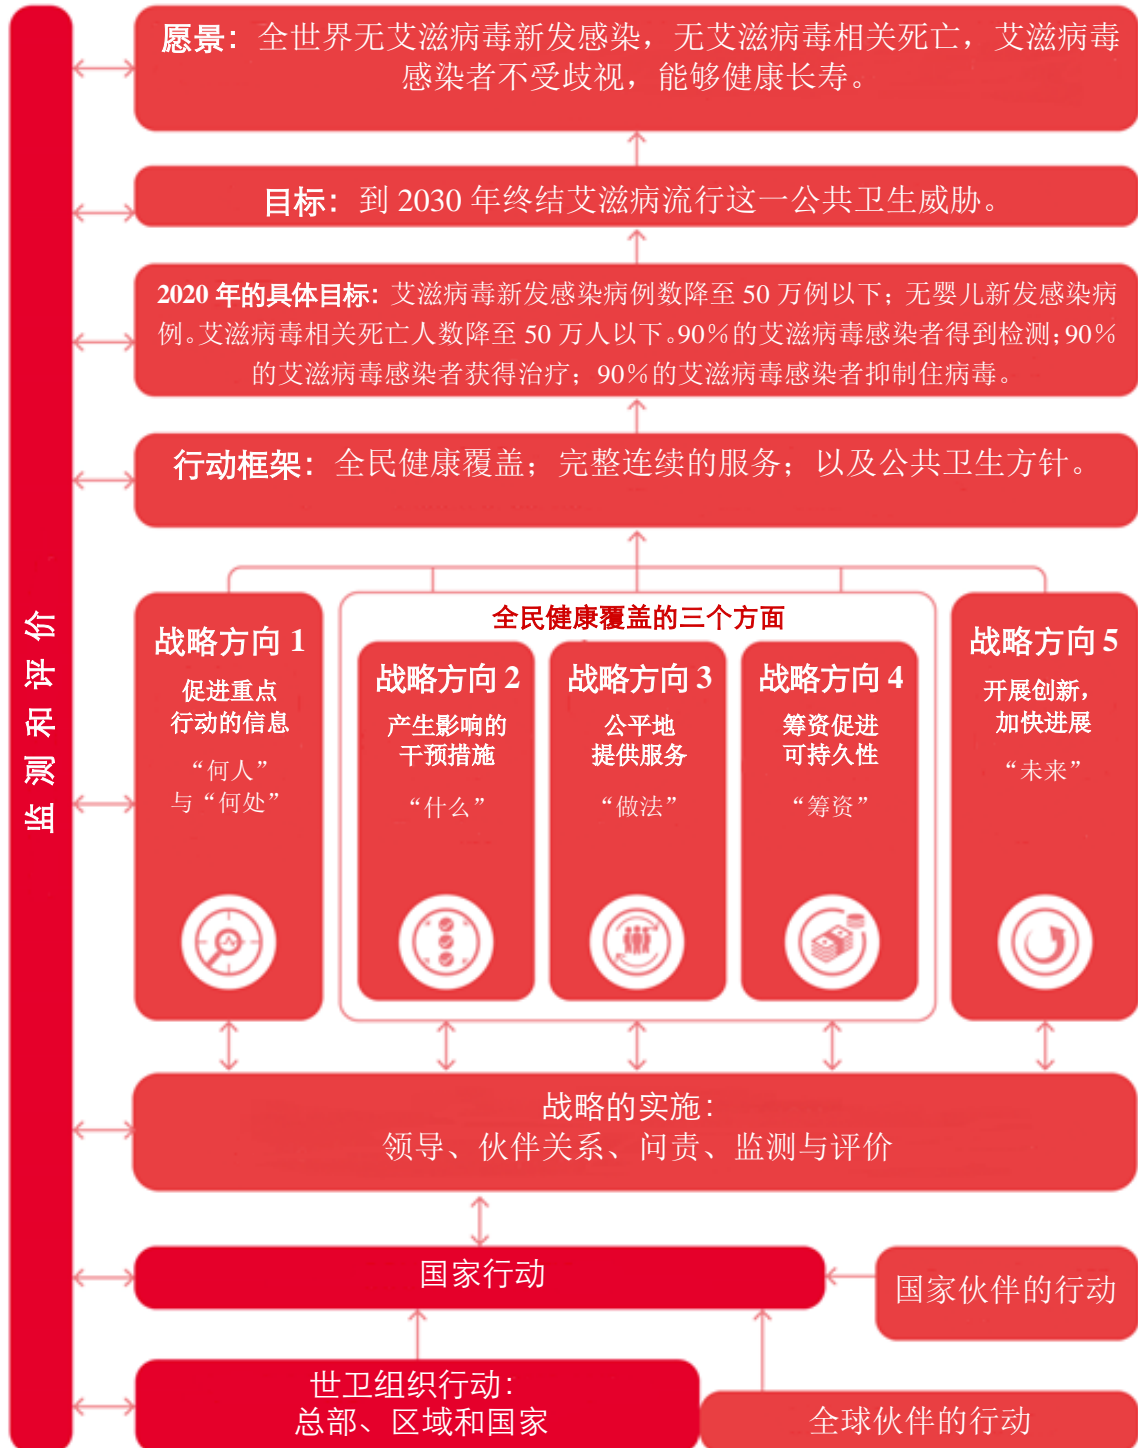 愿景：全世界无艾滋病毒新发感染，无艾滋病毒相关死亡，艾滋病毒
感染者不受歧视，能够健康长寿。
目标：到 2030 年终结艾滋病流行这一公共卫生威胁。
2020 年的具体目标：艾滋病毒新发感染病例数降至 50 万例以下；无婴儿新发感染病
例。艾滋病毒相关死亡人数降至 50 万人以下。90％的艾滋病毒感染者得到检测；90％
的艾滋病毒感染者获得治疗；90％的艾滋病毒感染者抑制住病毒。
行动框架：全民健康覆盖；完整连续的服务；以及公共卫生方针。
监测和评价
战略方向 1
促进重点
行动的信息
“何人”
与“何处”
全民健康覆盖的三个方面
战略方向 2
产生影响的
干预措施
“什么”
战略方向 3
公平地
提供服务
“做法”
战略方向 4
筹资促进
可持久性
“筹资”
战略方向 5
开展创新，
加快进展
“未来”
战略的实施：
领导、伙伴关系、问责、监测与评价
国家行动
国家伙伴的行动
世卫组织行动：
总部、区域和国家
全球伙伴的行动